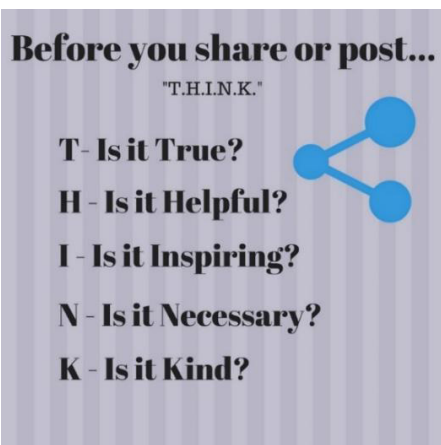 Before you share or post...
"T.H.I.N.K."
T- Is it True?
H - Is it Helpful?
I - Is it Inspiring?
N - Is it Necessary?
K - Is it Kind?